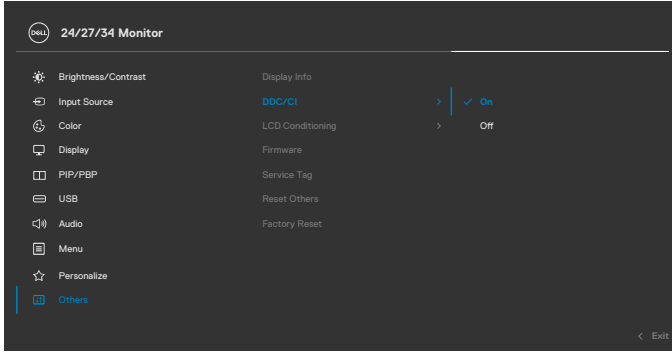 DELL 24/27/34 Monitor
Brightness/Contrast Display Info
Input Source DDC/CI > ✓ On
Color LCD Conditioning > Off
Display Firmware
PIP/PBP Service Tag
USB Reset Others
Audio Factory Reset
Menu
Personalize
Others
< Exit